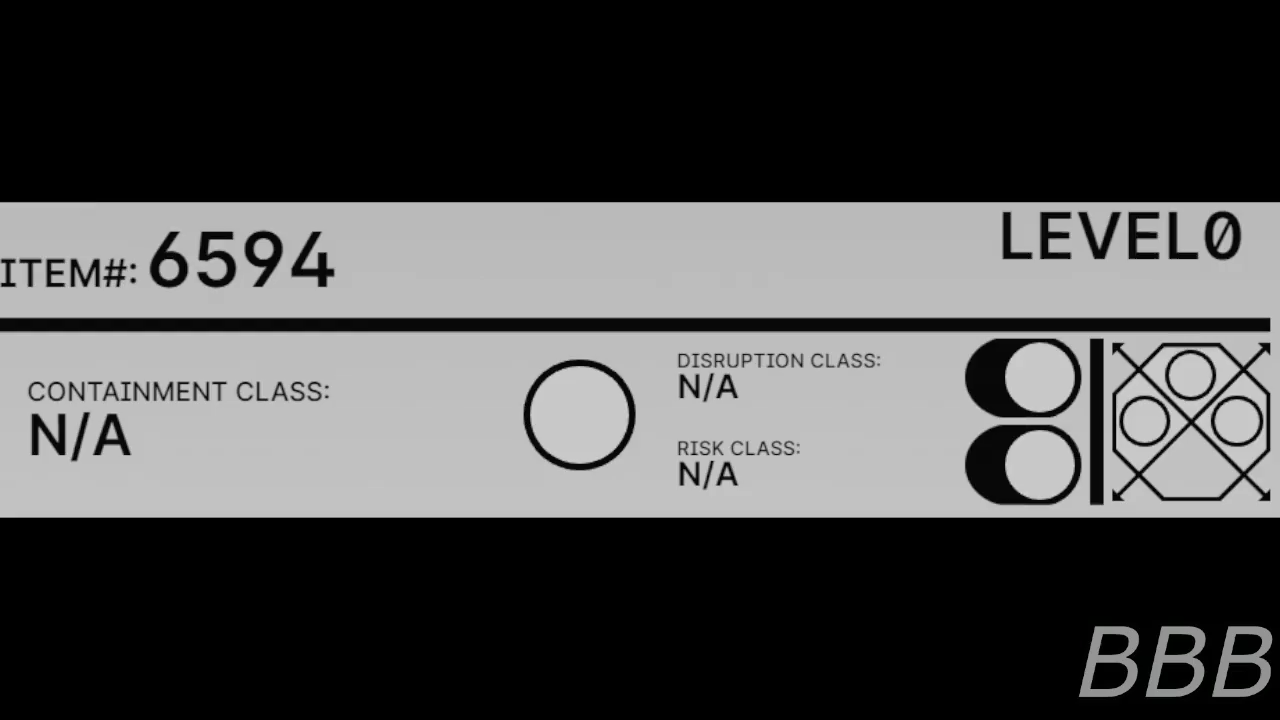 ITEM#: 6594
LEVEL0
CONTAINMENT CLASS:
N/A
DISRUPTION CLASS:
N/A
RISK CLASS:
N/A
BBB